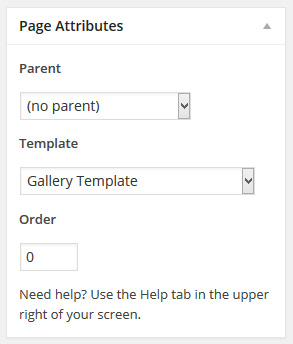 Page Attributes
Parent
(no parent)
Template
Gallery Template
Order
0
Need help? Use the Help tab in the upper
right of your screen.